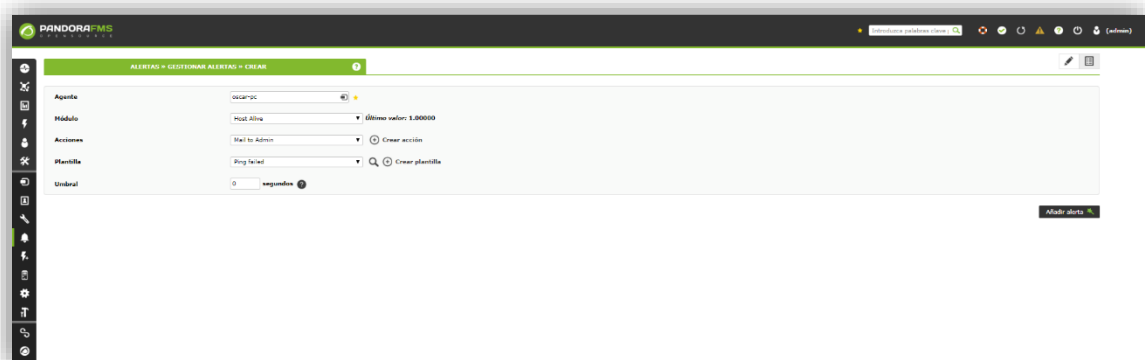 PANDORAFMS
Introduzca palabras clave p
(admin)
ALERTAS » GESTIONAR ALERTAS » CREAR
Agente oscar-pc
Módulo Host Alive Último valor: 1.00000
Acciones Mail to Admin Crear acción
Plantilla Ping failed Crear plantilla
Umbral 0 segundos
Añadir alerta